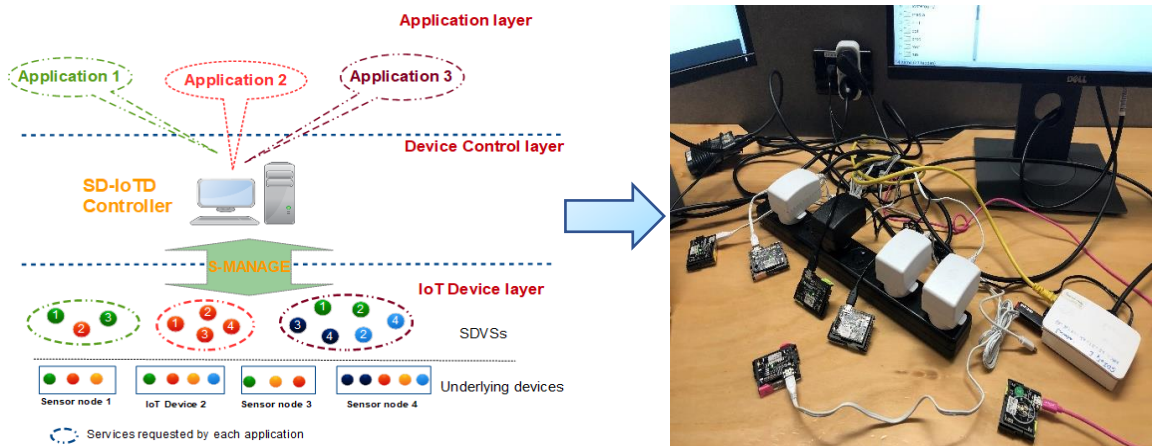 Application layer
Application 1
Application 2
Application 3
Device Control layer
SD-IoTD
Controller
S-MANAGE
IoT Device layer
1
2
3
1
2
3
4
1
2
3
4
2
4
SDVSs
Underlying devices
Sensor node 1
IoT Device 2
Sensor node 3
Sensor node 4
Services requested by each application
DELL